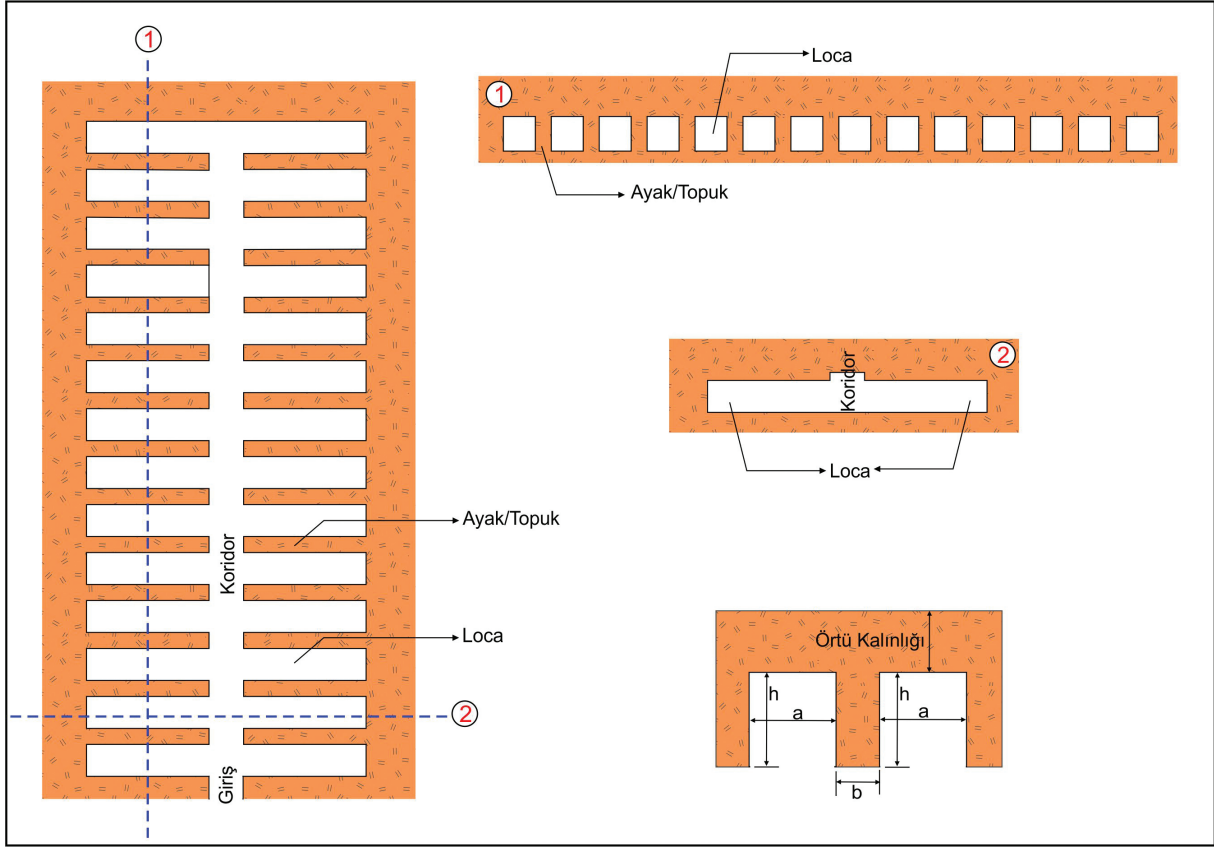 1
Koridor
Giriş
Ayak/Topuk
Loca
2
1
Loca
Ayak/Topuk
2
Koridor
Loca
Örtü Kalınlığı
h
a
h
a
b